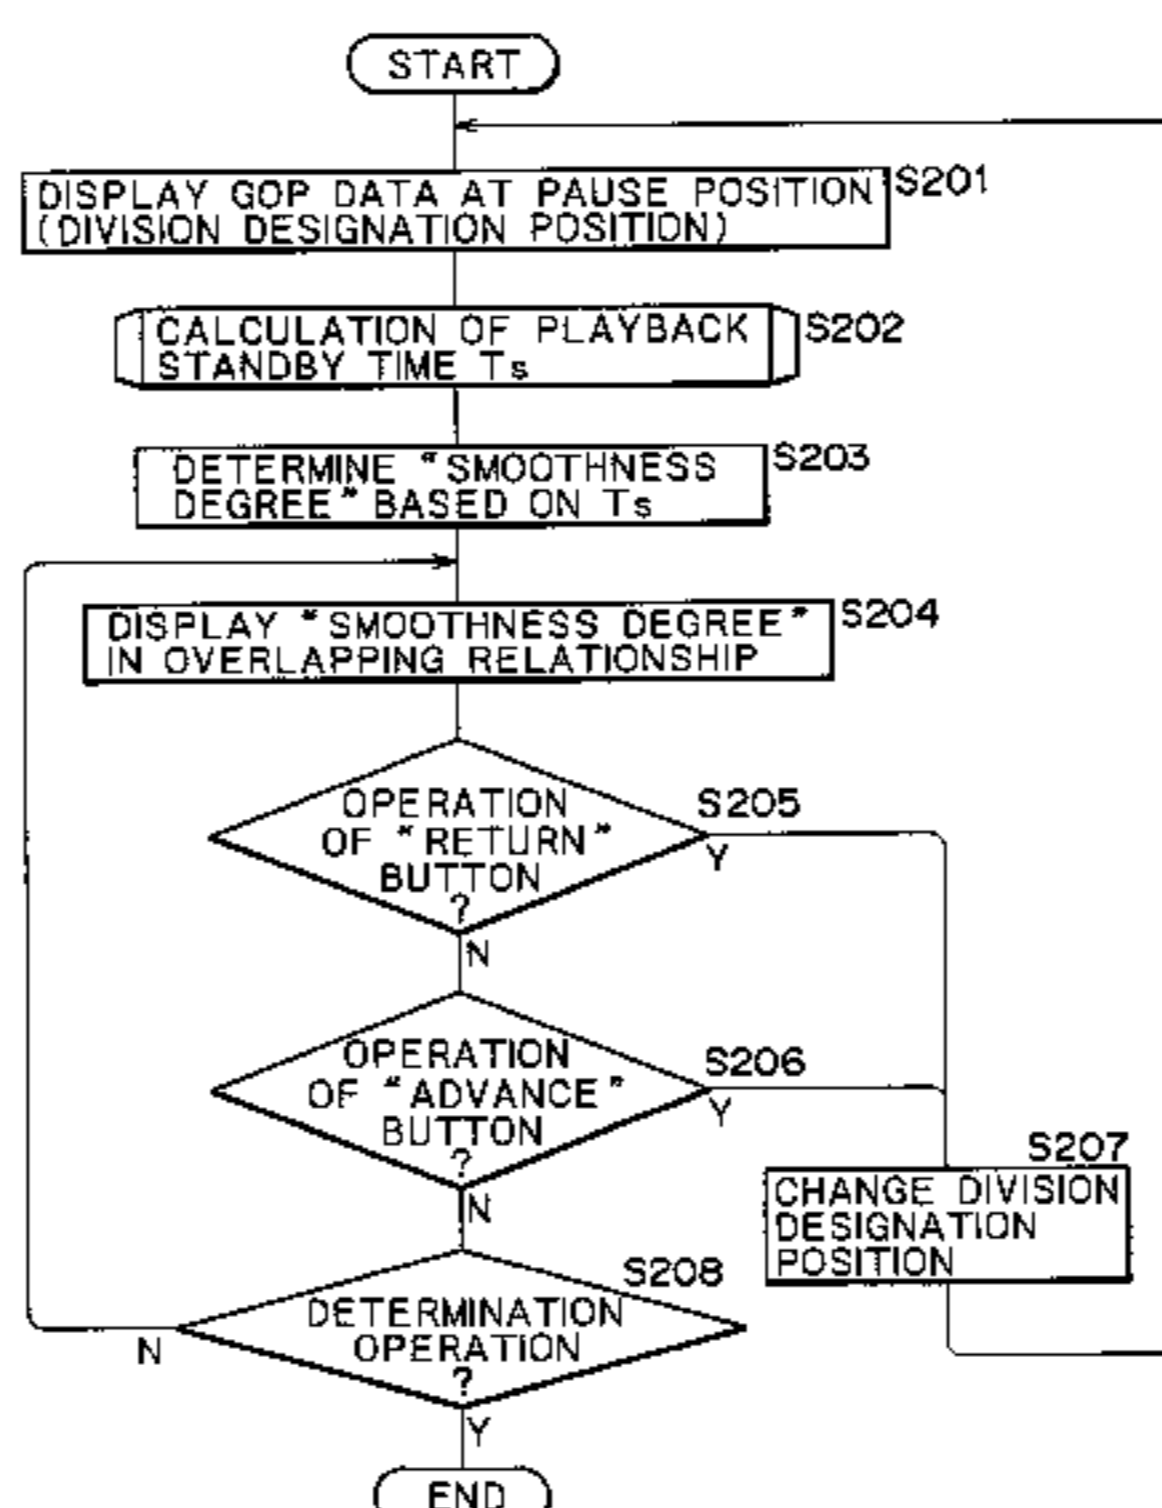 START
DISPLAY GOP DATA AT PAUSE POSITION
(DIVISION DESIGNATION POSITION)
S201
CALCULATION OF PLAYBACK
STANDBY TIME Ts
S202
DETERMINE "SMOOTHNESS
DEGREE" BASED ON Ts
S203
DISPLAY "SMOOTHNESS DEGREE"
IN OVERLAPPING RELATIONSHIP
S204
OPERATION
OF "RETURN"
BUTTON
?
S205
Y
N
OPERATION
OF "ADVANCE"
BUTTON
?
S206
Y
N
S207
CHANGE DIVISION
DESIGNATION
POSITION
S208
DETERMINATION
OPERATION
?
N
Y
END